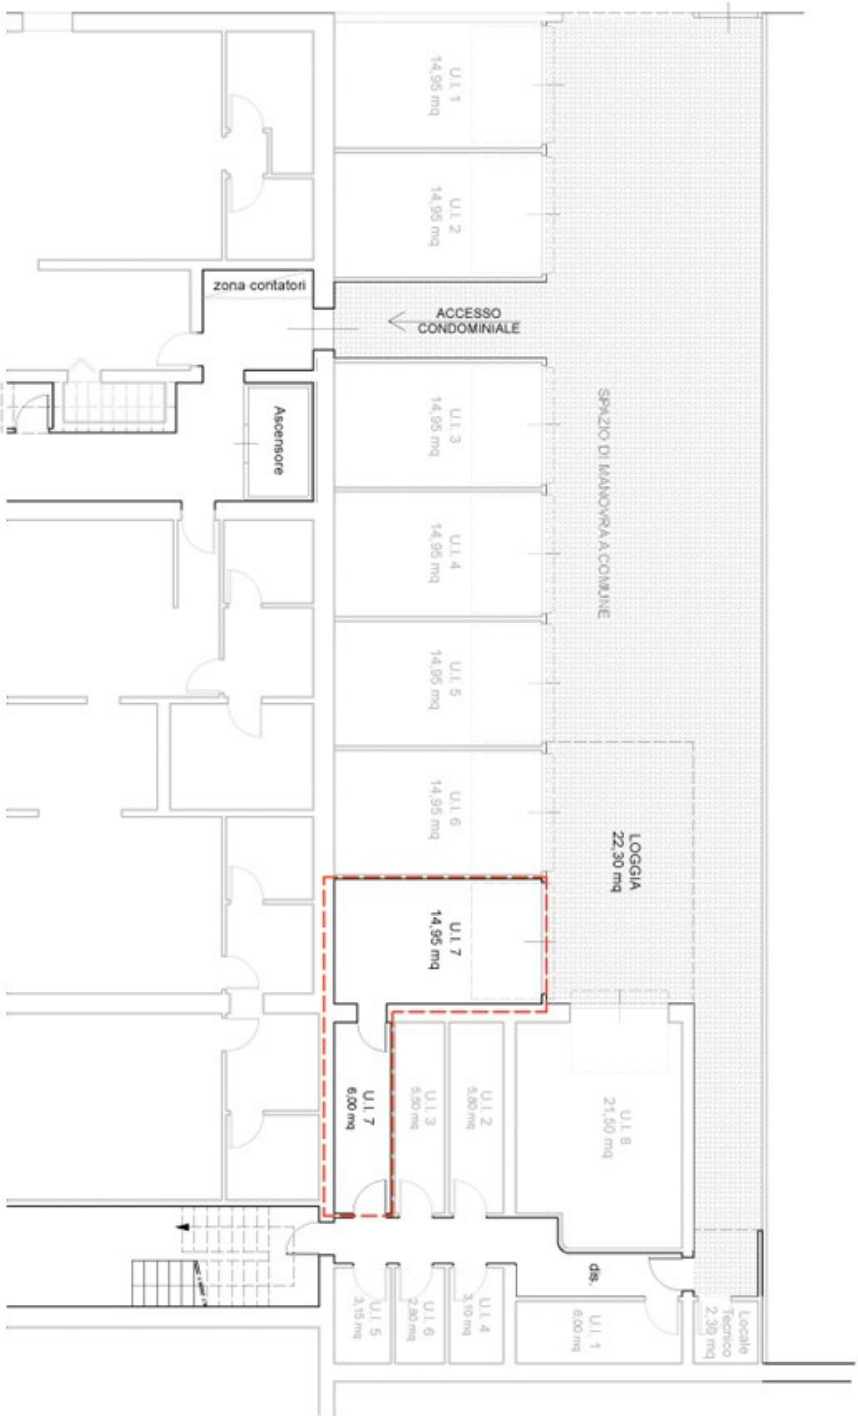 U.I. 1
14,95 mq
U.I. 2
14,95 mq
zona contatori
ACCESSO
CONDOMINIALE
U.I. 3
14,95 mq
Ascensore
SPAZIO DI MANOVRA A COMUNE
U.I. 4
14,95 mq
U.I. 5
14,95 mq
U.I. 6
14,95 mq
LOGGIA
22,30 mq
U.I. 7
14,95 mq
U.I. 7
6,00 mq
U.I. 3
5,50 mq
U.I. 2
5,80 mq
U.I. 8
21,50 mq
dis.
U.I. 5
3,15 mq
U.I. 6
2,80 mq
U.I. 4
3,10 mq
U.I. 1
6,00 mq
Locale
Tecnico
2,30 mq